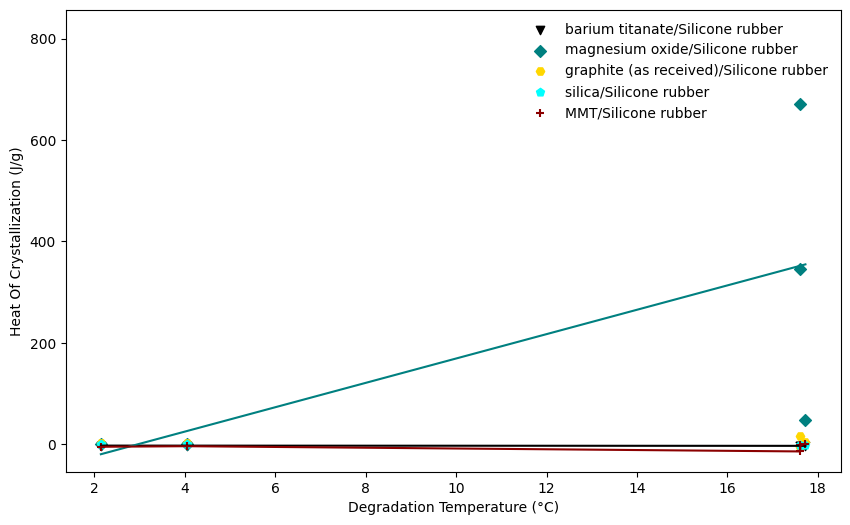 barium titanate/Silicone rubber
magnesium oxide/Silicone rubber
graphite (as received)/Silicone rubber
silica/Silicone rubber
MMT/Silicone rubber
800
600
400
200
0
Heat Of Crystallization (J/g)
2 4 6 8 10 12 14 16 18
Degradation Temperature (°C)